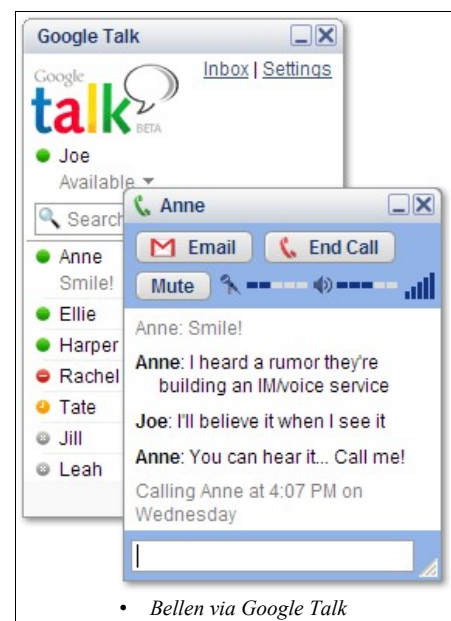 Google Talk
Inbox | Settings
Google
talk
BETA
Joe
Available
Search
Anne
Smile!
Ellie
Harper
Rachel
Tate
Jill
Leah
Anne
Email
End Call
Mute
Anne: Smile!
Anne: I heard a rumor they're
building an IM/voice service
Joe: I'll believe it when I see it
Anne: You can hear it... Call me!
Calling Anne at 4:07 PM on
Wednesday
• Bellen via Google Talk